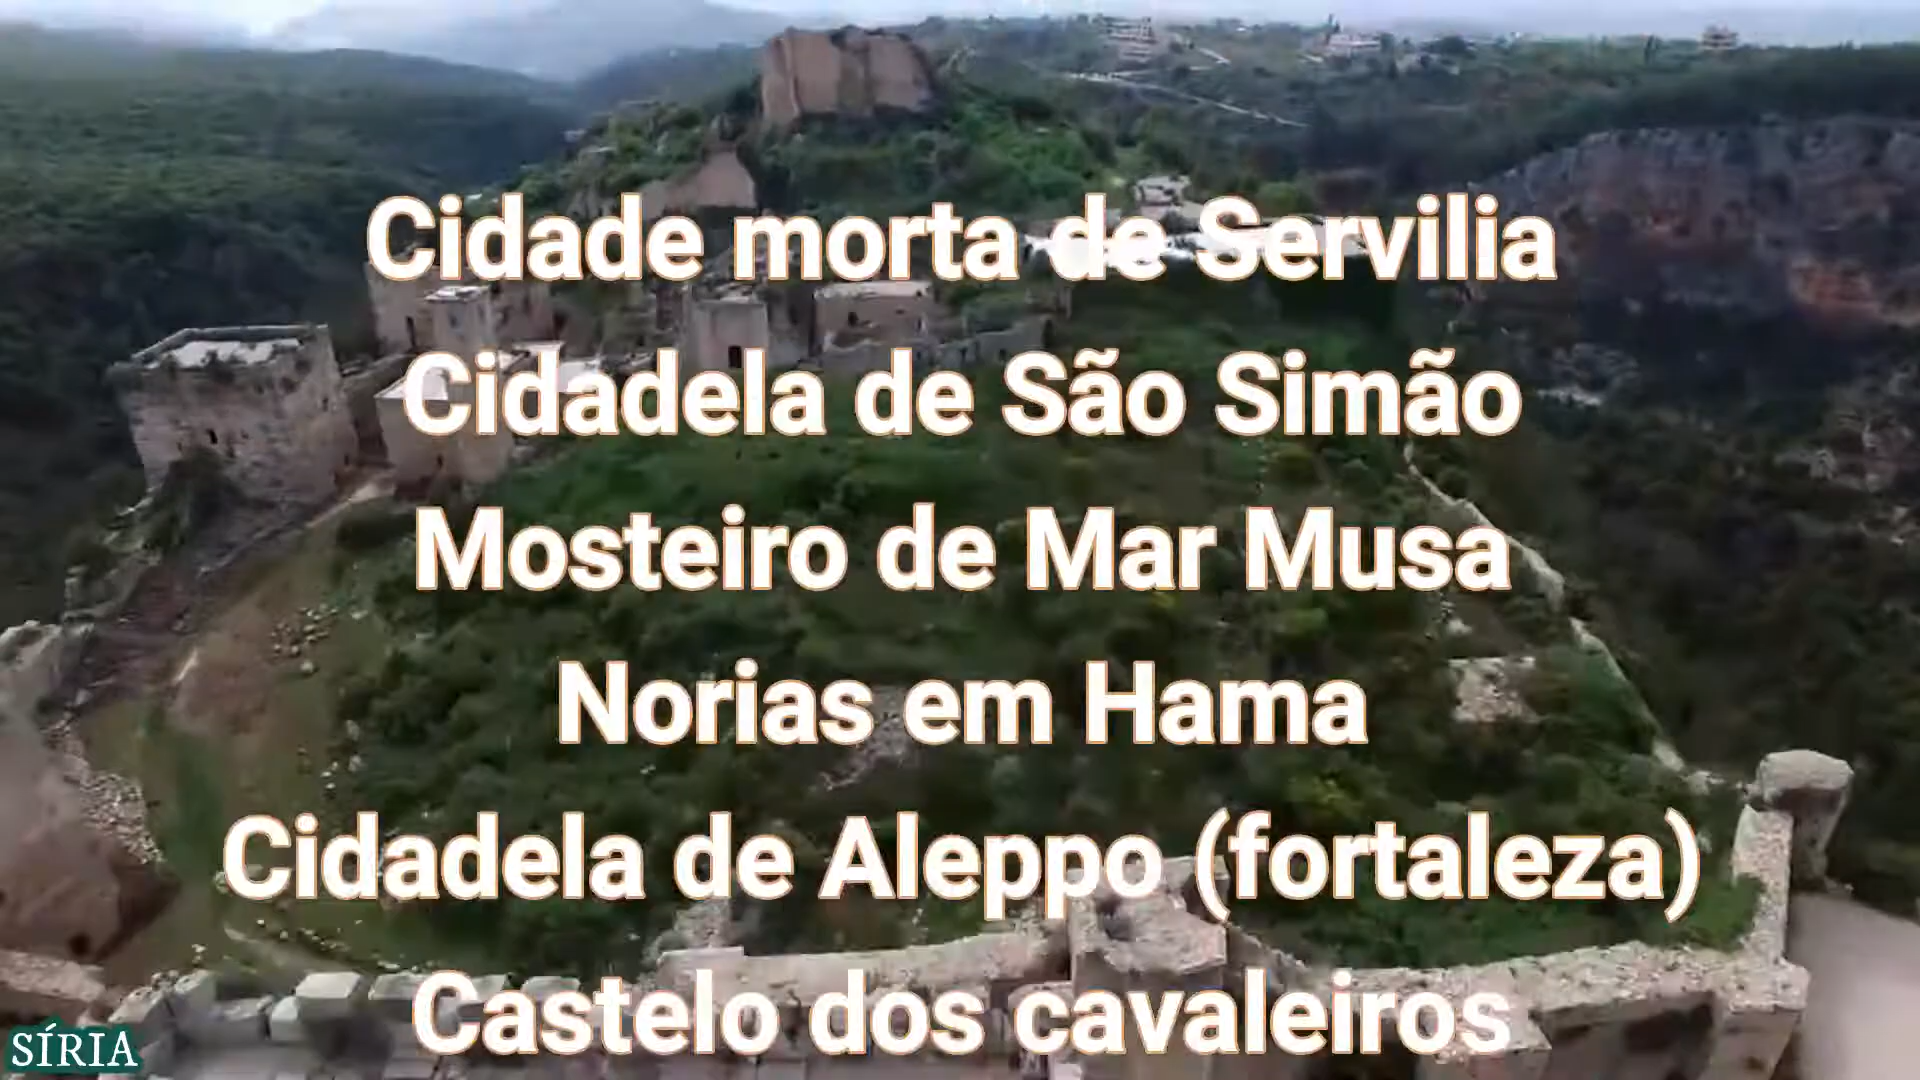 Cidade morta de Servilia
Cidadela de São Simão
Mosteiro de Mar Musa
Norias em Hama
Cidadela de Aleppo (fortaleza)
Castelo dos cavaleiros
SÍRIA